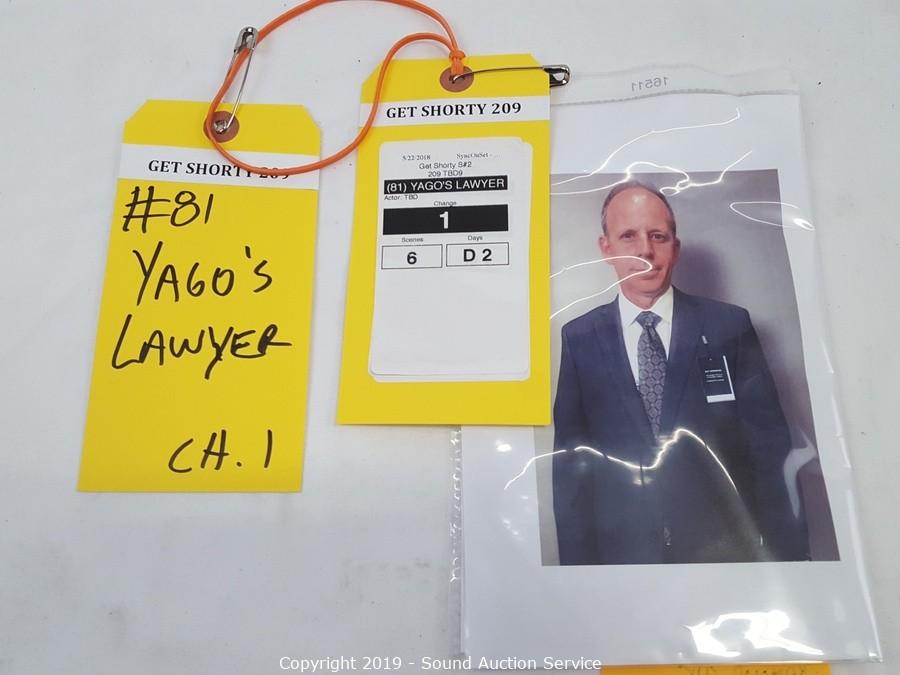 GET SHORTY 209
#81
YAGO'S
LAWYER
CH. 1
GET SHORTY 209
5/22/2018 SyncOnSet - ...
Get Shorty S#2
209 TBD9
(81) YAGO'S LAWYER
Actor: TBD
Change
1
Scenes Days
6 D 2
16511
Copyright 2019 - Sound Auction Service